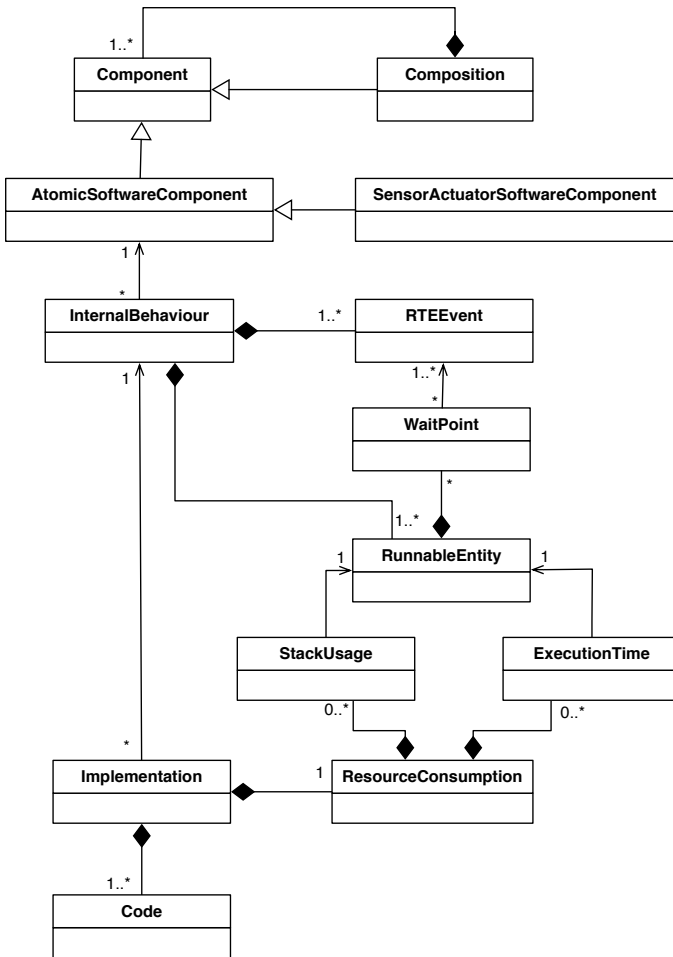 1..*
Component
Composition
AtomicSoftwareComponent
SensorActuatorSoftwareComponent
1
*
InternalBehaviour
1..*
RTEEvent
1
1..*
*
WaitPoint
*
1..*
RunnableEntity
1
1
StackUsage
ExecutionTime
0..*
0..*
*
Implementation
1
ResourceConsumption
1..*
Code